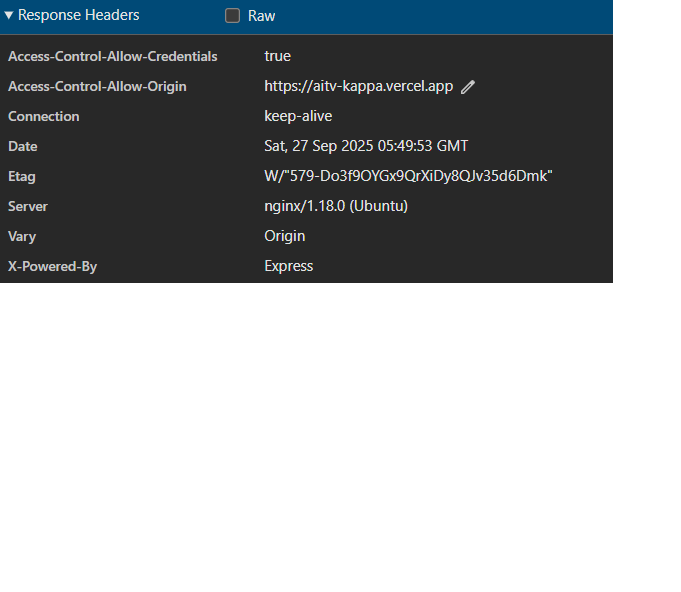 Response Headers Raw
Access-Control-Allow-Credentials true
Access-Control-Allow-Origin https://aitv-kappa.vercel.app
Connection keep-alive
Date Sat, 27 Sep 2025 05:49:53 GMT
Etag W/"579-Do3f9OYGx9QrXiDy8QJv35d6Dmk"
Server nginx/1.18.0 (Ubuntu)
Vary Origin
X-Powered-By Express